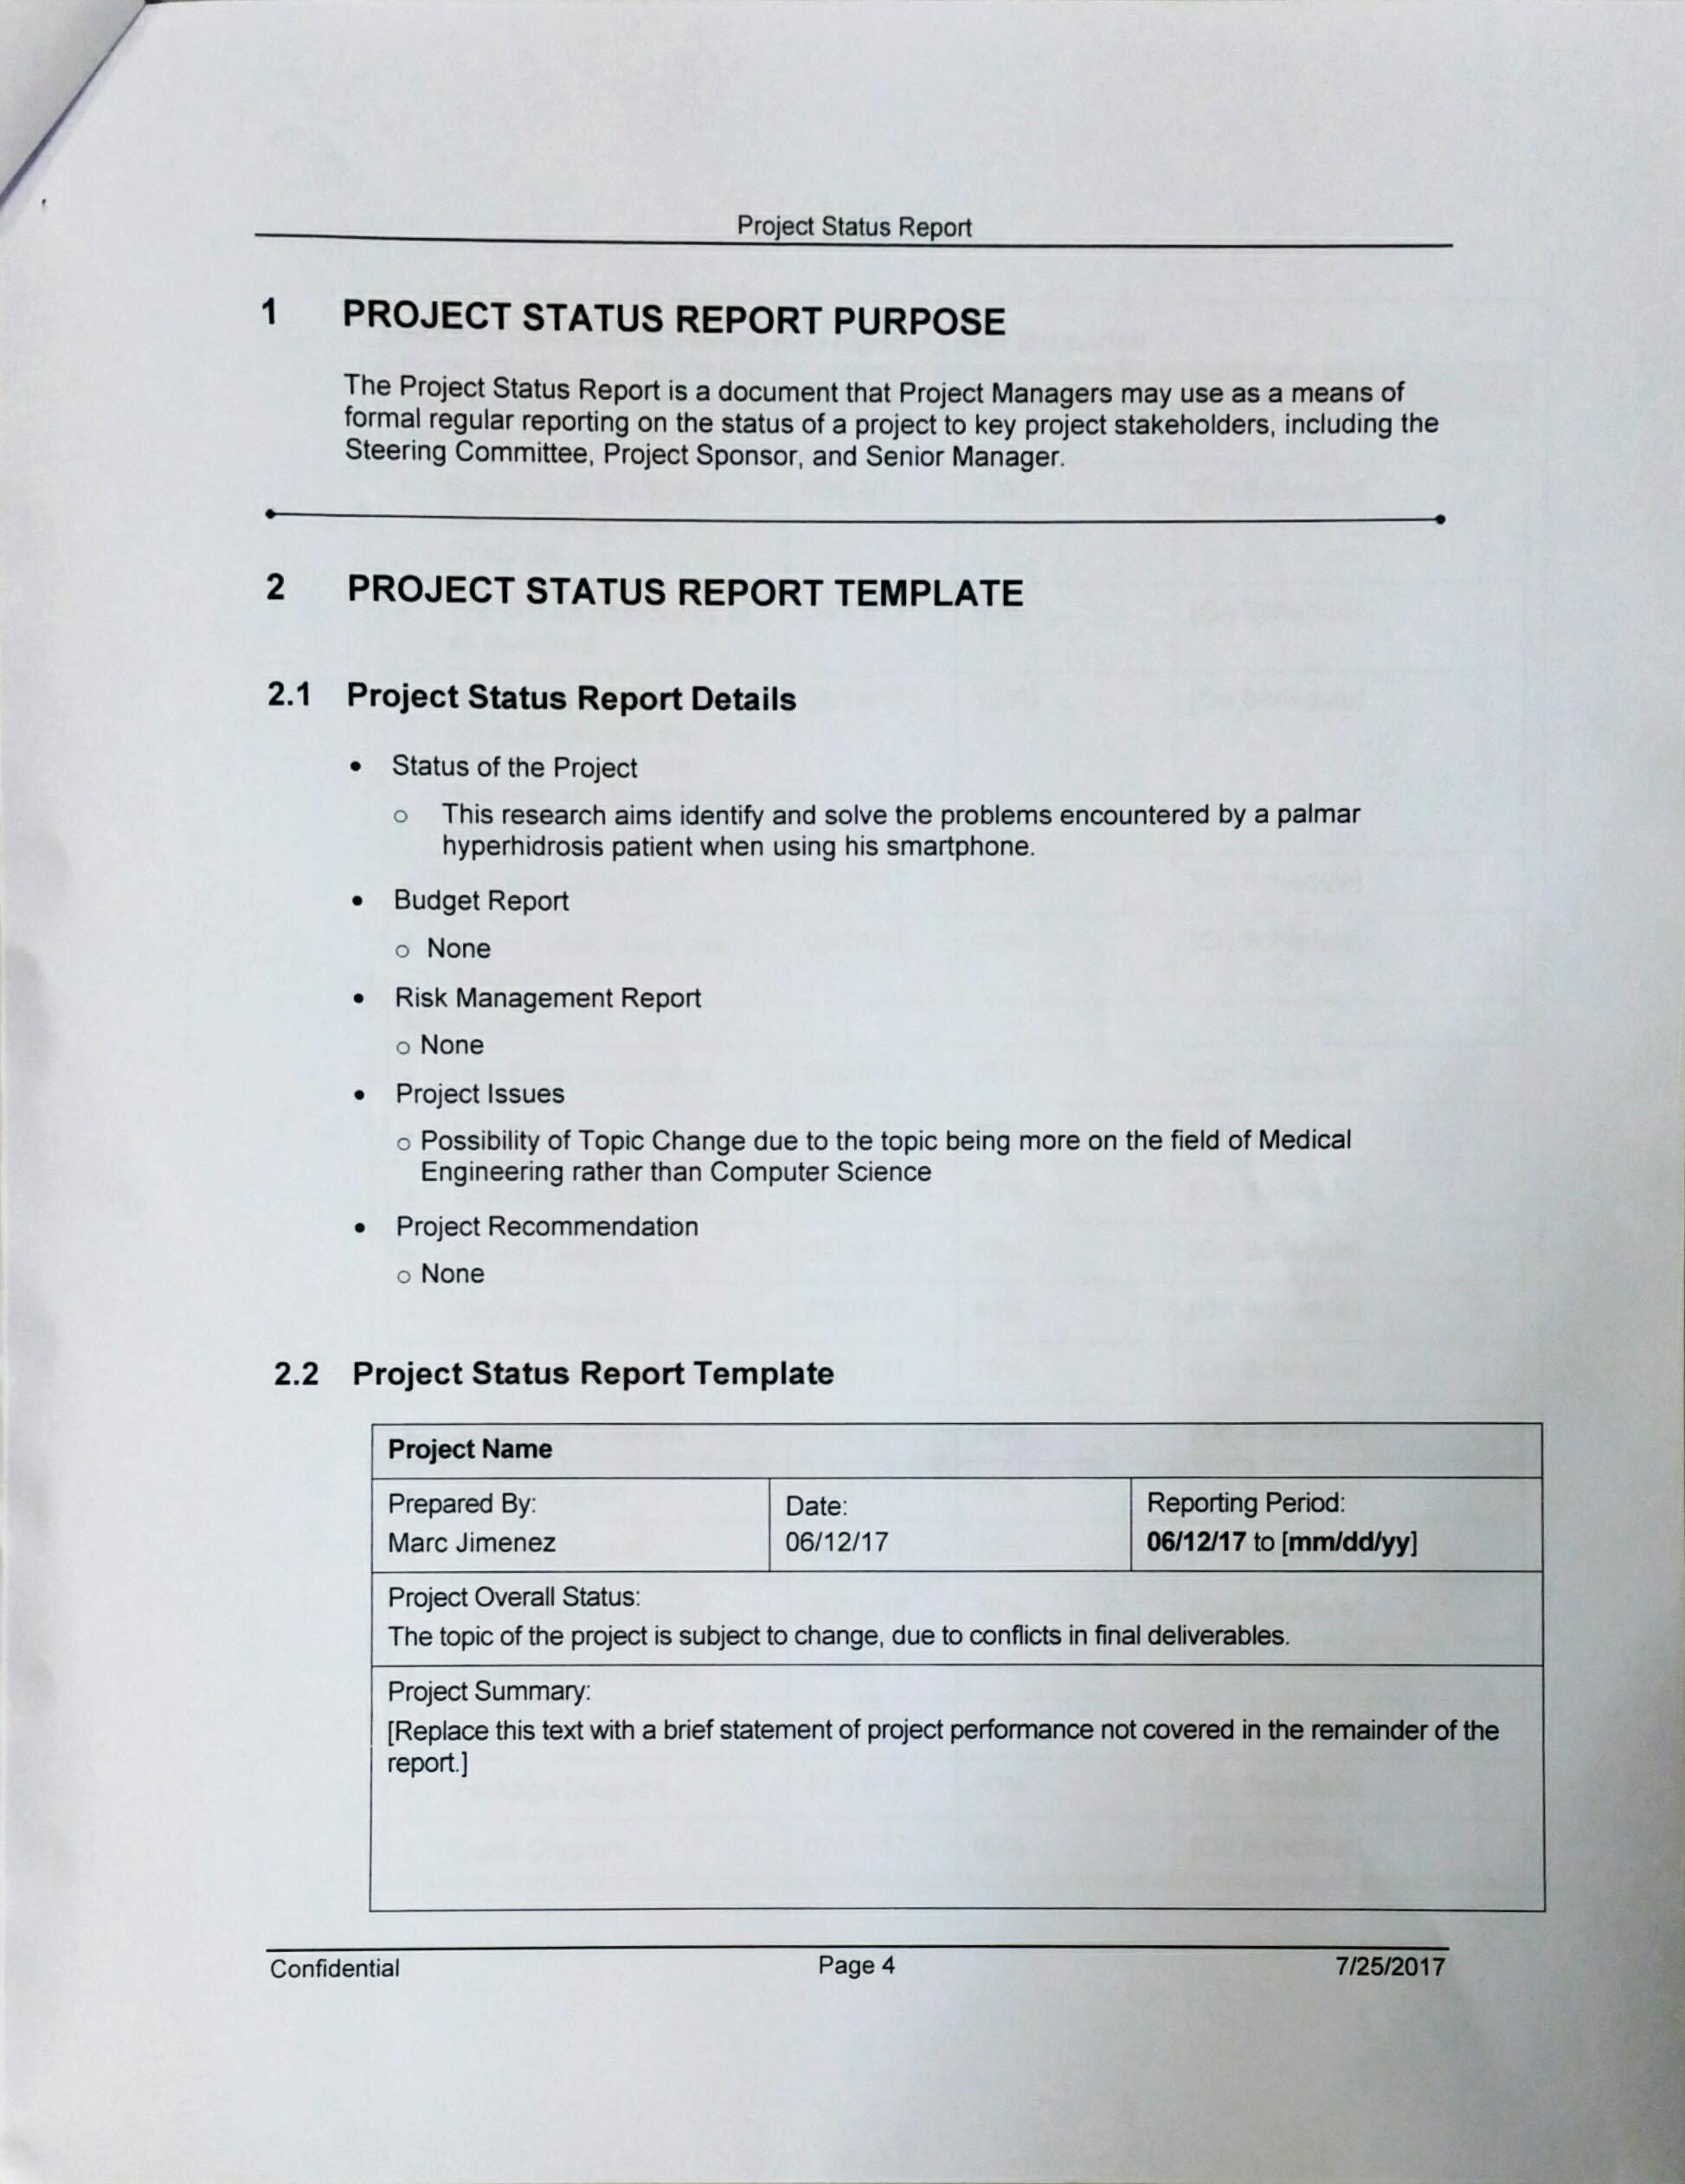 Project Status Report
1 PROJECT STATUS REPORT PURPOSE
The Project Status Report is a document that Project Managers may use as a means of
formal regular reporting on the status of a project to key project stakeholders, including the
Steering Committee, Project Sponsor, and Senior Manager.
2 PROJECT STATUS REPORT TEMPLATE
2.1 Project Status Report Details
• Status of the Project
o This research aims identify and solve the problems encountered by a palmar
hyperhidrosis patient when using his smartphone.
• Budget Report
o None
• Risk Management Report
o None
• Project Issues
o Possibility of Topic Change due to the topic being more on the field of Medical
Engineering rather than Computer Science
• Project Recommendation
o None
2.2 Project Status Report Template
Project Name
Prepared By:
Marc Jimenez
Date:
06/12/17
Reporting Period:
06/12/17 to [mm/dd/yy]
Project Overall Status:
The topic of the project is subject to change, due to conflicts in final deliverables.
Project Summary:
[Replace this text with a brief statement of project performance not covered in the remainder of the
report.]
Confidential Page 4 7/25/2017